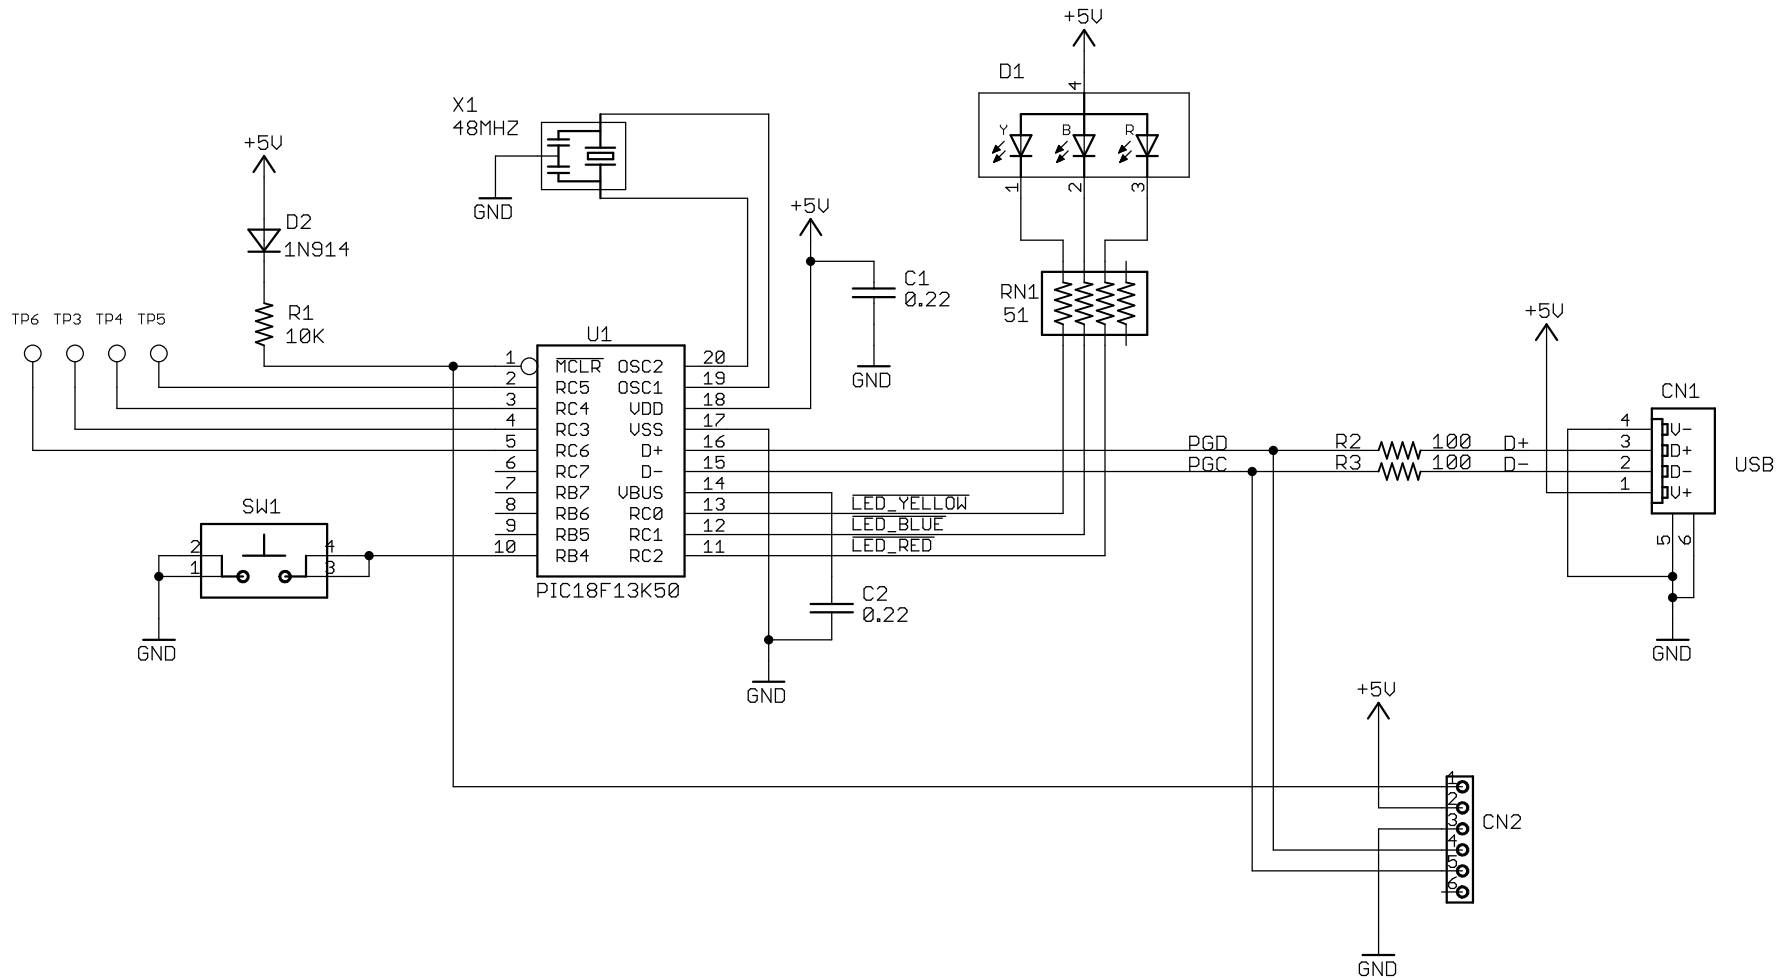 +5V
D1
4
Y B R
1 2 3
X1
48MHZ
GND
+5V
D2
1N914
R1
10K
+5V
C1
0.22
GND
RN1
51
TP6 TP3 TP4 TP5
U1
1 MCLR OSC2 20
2 RC5 OSC1 19
3 RC4 VDD 18
4 RC3 VSS 17
5 RC6 D+ 16
6 RC7 D- 15
7 RB7 VBUS 14
8 RB6 RC0 13
9 RB5 RC1 12
10 RB4 RC2 11
PIC18F13K50
LED_YELLOW
LED_BLUE
LED_RED
PGD R2 100 D+
PGC R3 100 D-
+5V
CN1
4 V-
3 D+
2 D-
1 V+
USB
5 6
GND
SW1
2 4
1 3
GND
C2
0.22
GND
+5V
1
2
3
4
5
6
CN2
GND